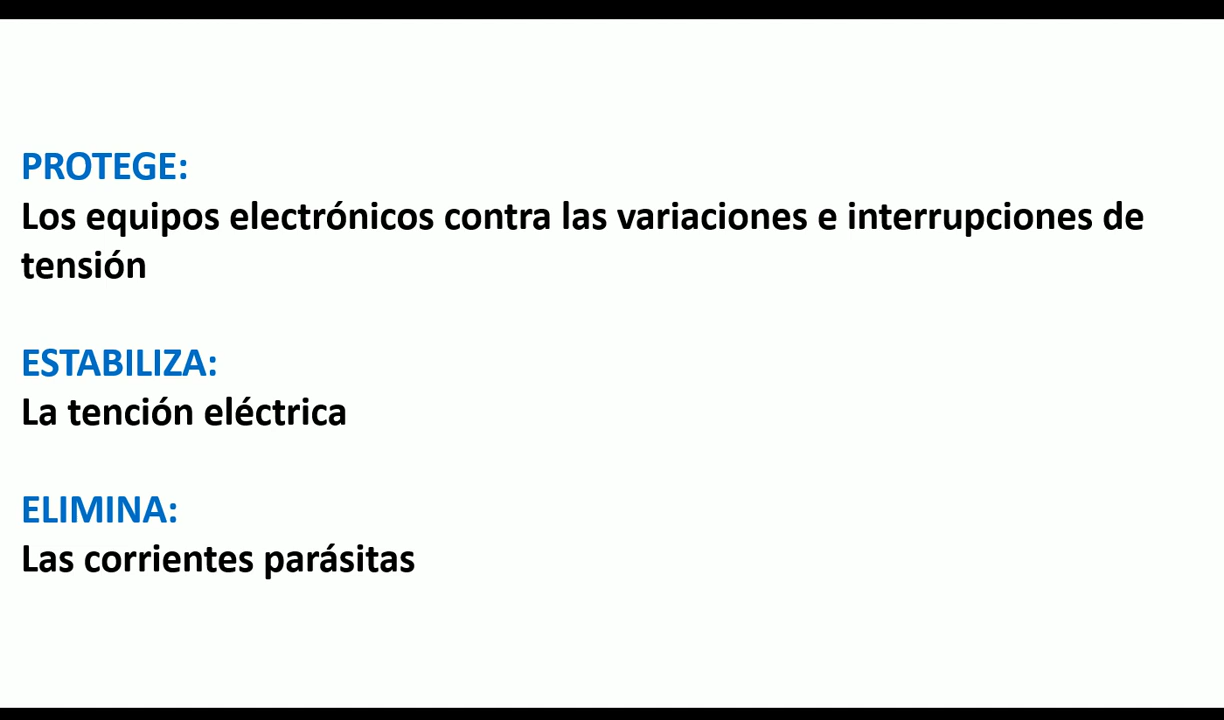 PROTEGE:
Los equipos electrónicos contra las variaciones e interrupciones de
tensión
ESTABILIZA:
La tención eléctrica
ELIMINA:
Las corrientes parásitas